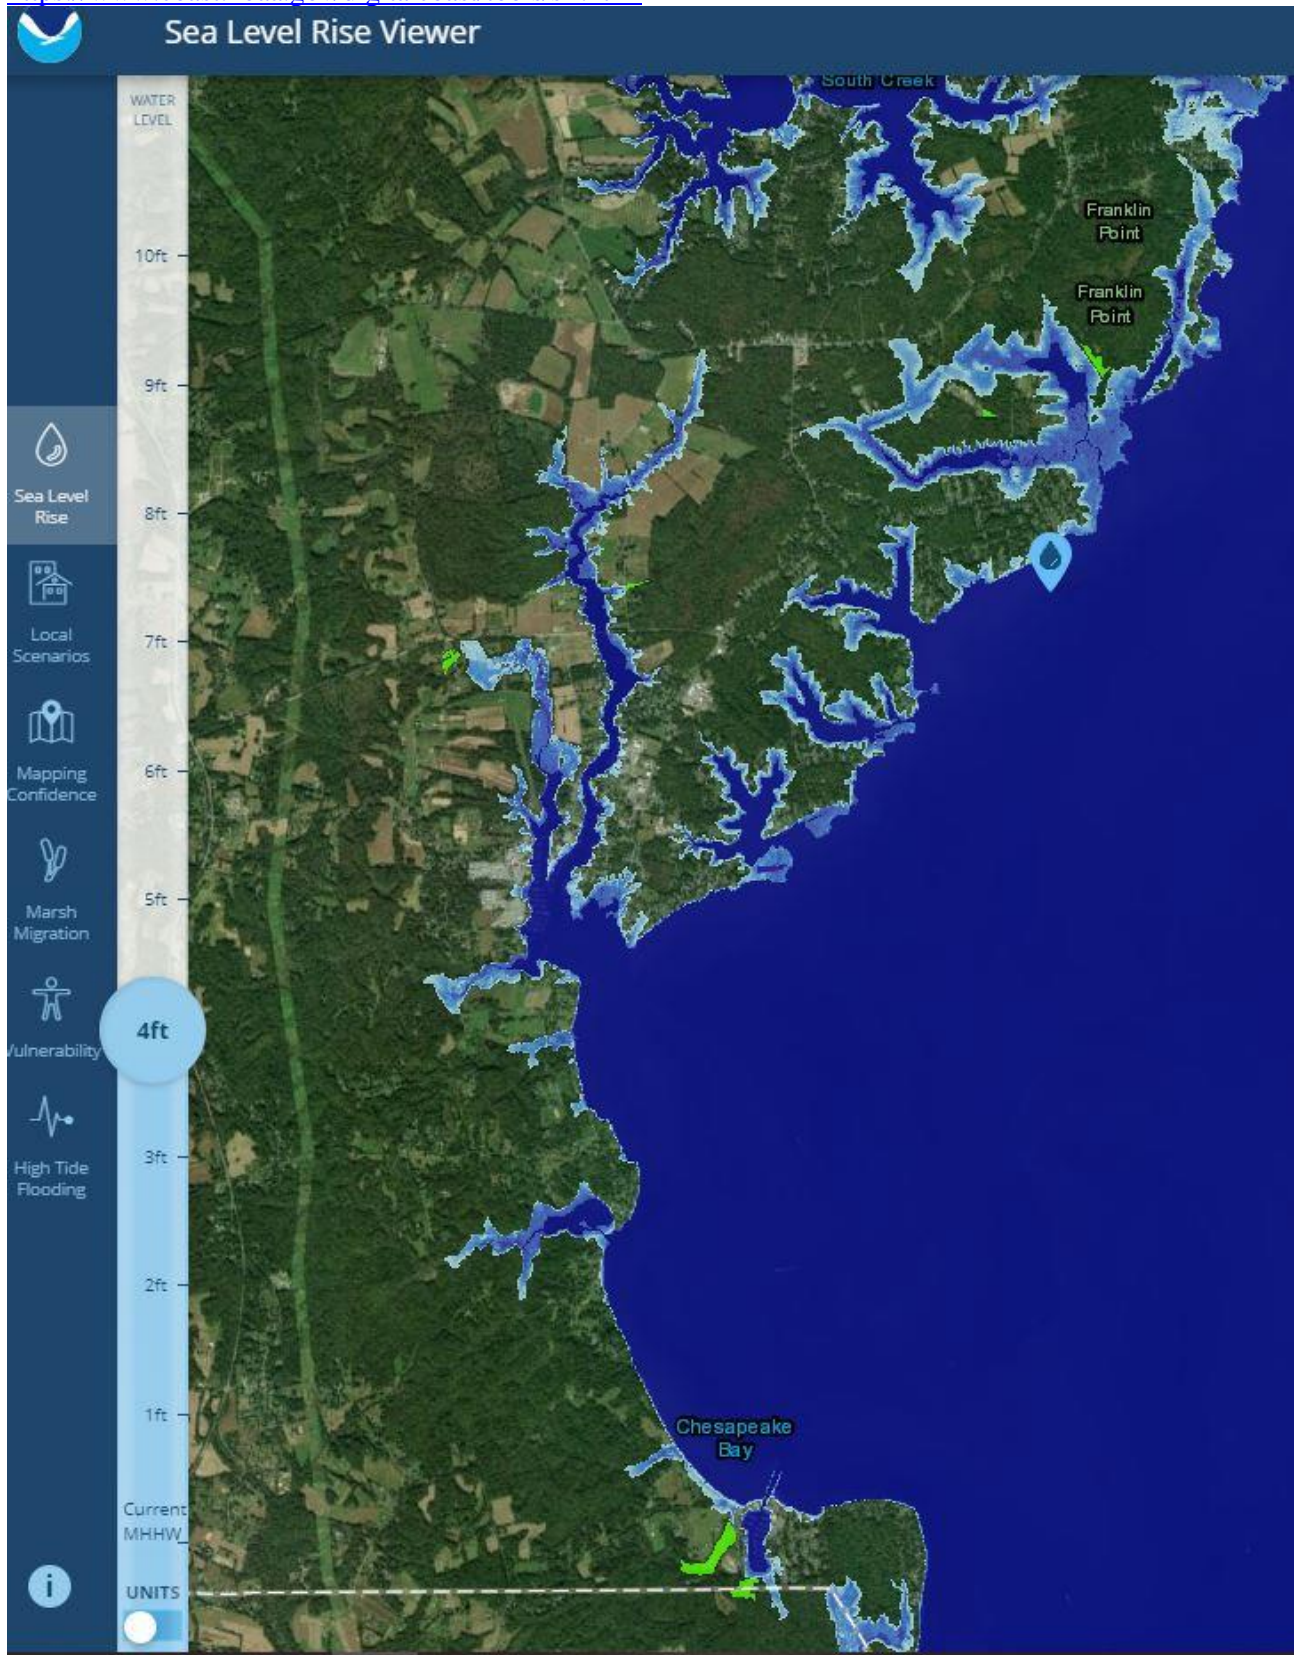 Sea Level Rise Viewer
WATER
LEVEL
10ft
9ft
8ft
7ft
6ft
5ft
4ft
3ft
2ft
1ft
Current
MHHW
UNITS
Sea Level
Rise
Local
Scenarios
Mapping
Confidence
Marsh
Migration
Vulnerability
High Tide
Flooding
i
South Creek
Franklin
Point
Franklin
Point
Chesapeake
Bay